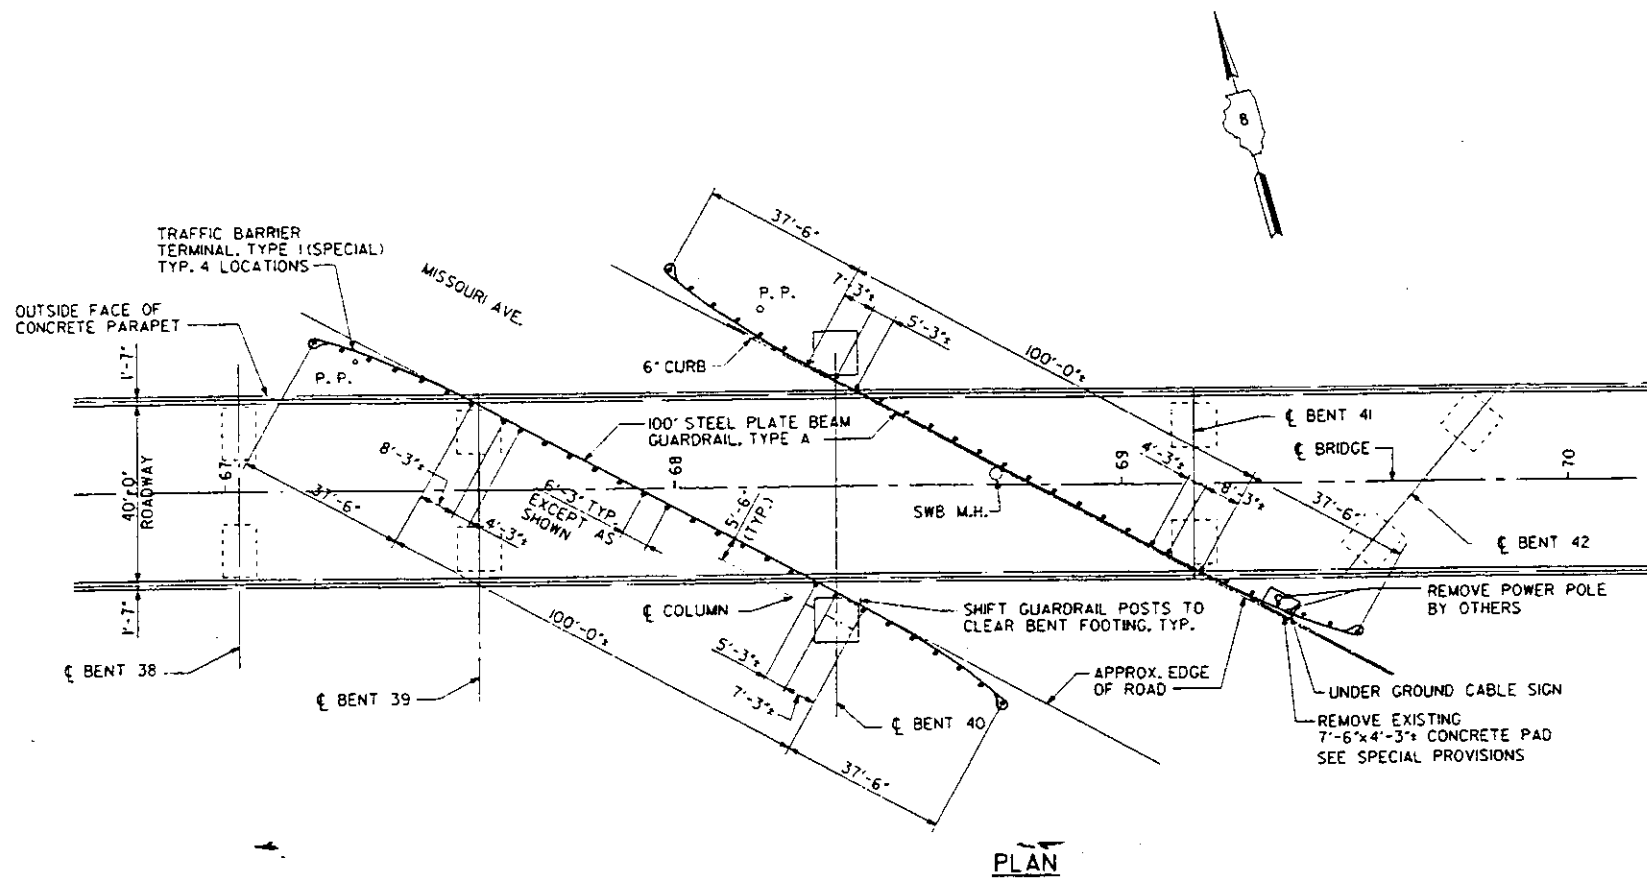 8
37'-6"
7'-3"±
5'-3"±
100'-0"±
TRAFFIC BARRIER
TERMINAL, TYPE 1(SPECIAL)
TYP. 4 LOCATIONS
MISSOURI AVE.
P. P.
OUTSIDE FACE OF
CONCRETE PARAPET
1'-7"
6" CURB
P. P.
100' STEEL PLATE BEAM
GUARDRAIL, TYPE A
℄ BENT 41
℄ BRIDGE
67
68
69
70
40'-0"
ROADWAY
8'-3"±
37'-6"
4'-3"±
6'-3" TYP.
EXCEPT AS
SHOWN
5'-6"
(TYP.)
SWB M.H.
4'-3"±
8'-3"±
37'-6"
℄ BENT 42
1'-7"
℄ COLUMN
SHIFT GUARDRAIL POSTS TO
CLEAR BENT FOOTING, TYP.
REMOVE POWER POLE
BY OTHERS
100'-0"±
℄ BENT 38
℄ BENT 39
5'-3"±
7'-3"±
℄ BENT 40
APPROX. EDGE
OF ROAD
UNDER GROUND CABLE SIGN
REMOVE EXISTING
7'-6"x4'-3"± CONCRETE PAD
SEE SPECIAL PROVISIONS
37'-6"
PLAN